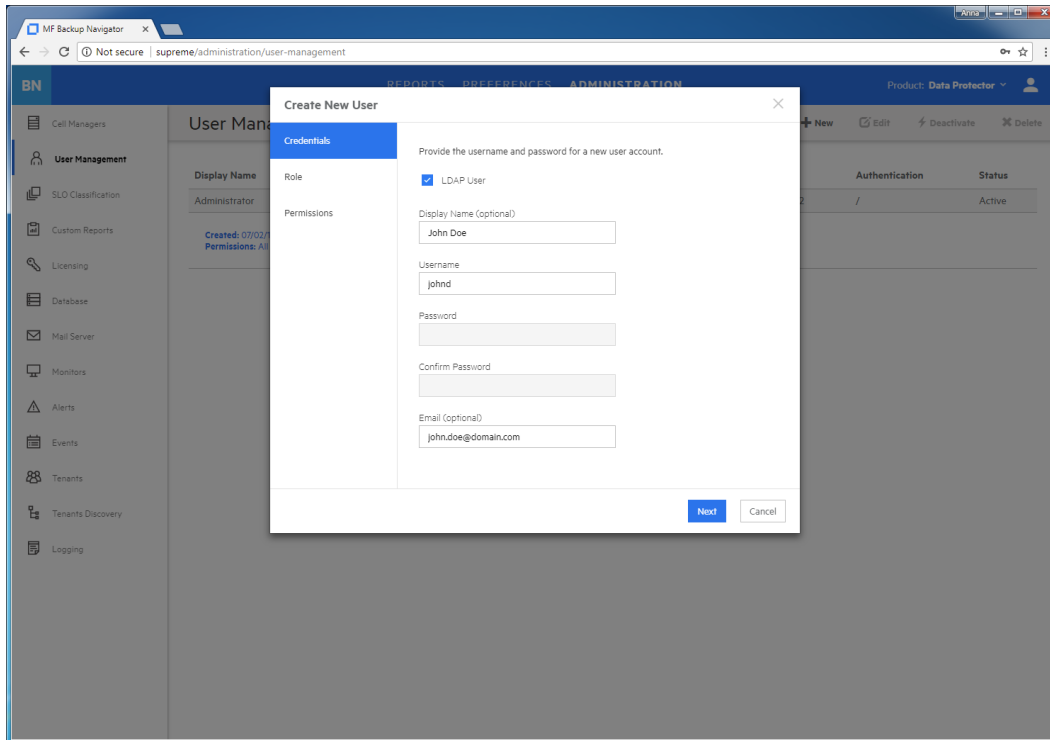 Anna
MF Backup Navigator
Not secure | supreme/administration/user-management
BN
REPORTS PREFERENCES ADMINISTRATION
Product: Data Protector
Cell Managers
User Management
SLO Classification
Custom Reports
Licensing
Database
Mail Server
Monitors
Alerts
Events
Tenants
Tenants Discovery
Logging
User Mana
New Edit Deactivate Delete
Display Name Authentication Status
Administrator 2 / Active
Created: 07/02/1
Permissions: All
Create New User
Credentials
Role
Permissions
Provide the username and password for a new user account.
LDAP User
Display Name (optional)
John Doe
Username
johnd
Password
Confirm Password
Email (optional)
john.doe@domain.com
Next Cancel